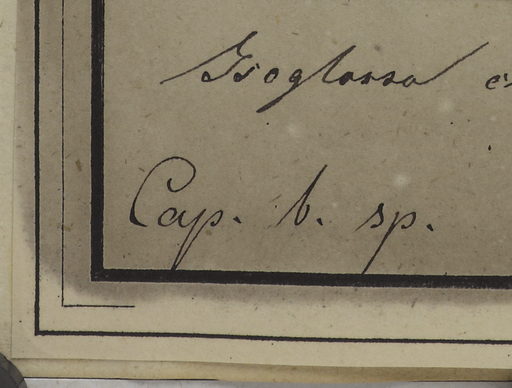 Isoglossa
Cap. b. sp.